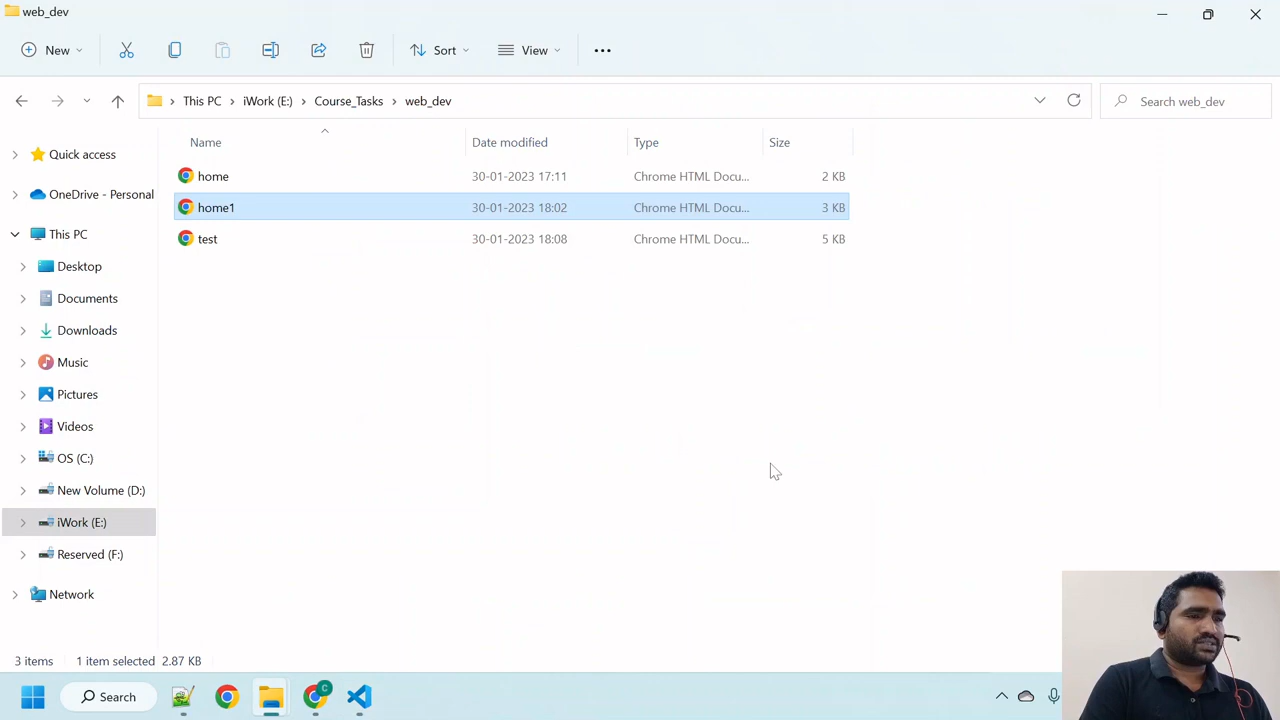 web_dev
New
Sort
View
This PC
iWork (E:)
Course_Tasks
web_dev
Search web_dev
Name
Date modified
Type
Size
Quick access
home
30-01-2023 17:11
Chrome HTML Docu...
2 KB
OneDrive - Personal
home1
30-01-2023 18:02
Chrome HTML Docu...
3 KB
This PC
test
30-01-2023 18:08
Chrome HTML Docu...
5 KB
Desktop
Documents
Downloads
Music
Pictures
Videos
OS (C:)
New Volume (D:)
iWork (E:)
Reserved (F:)
Network
3 items
1 item selected 2.87 KB
Search
C